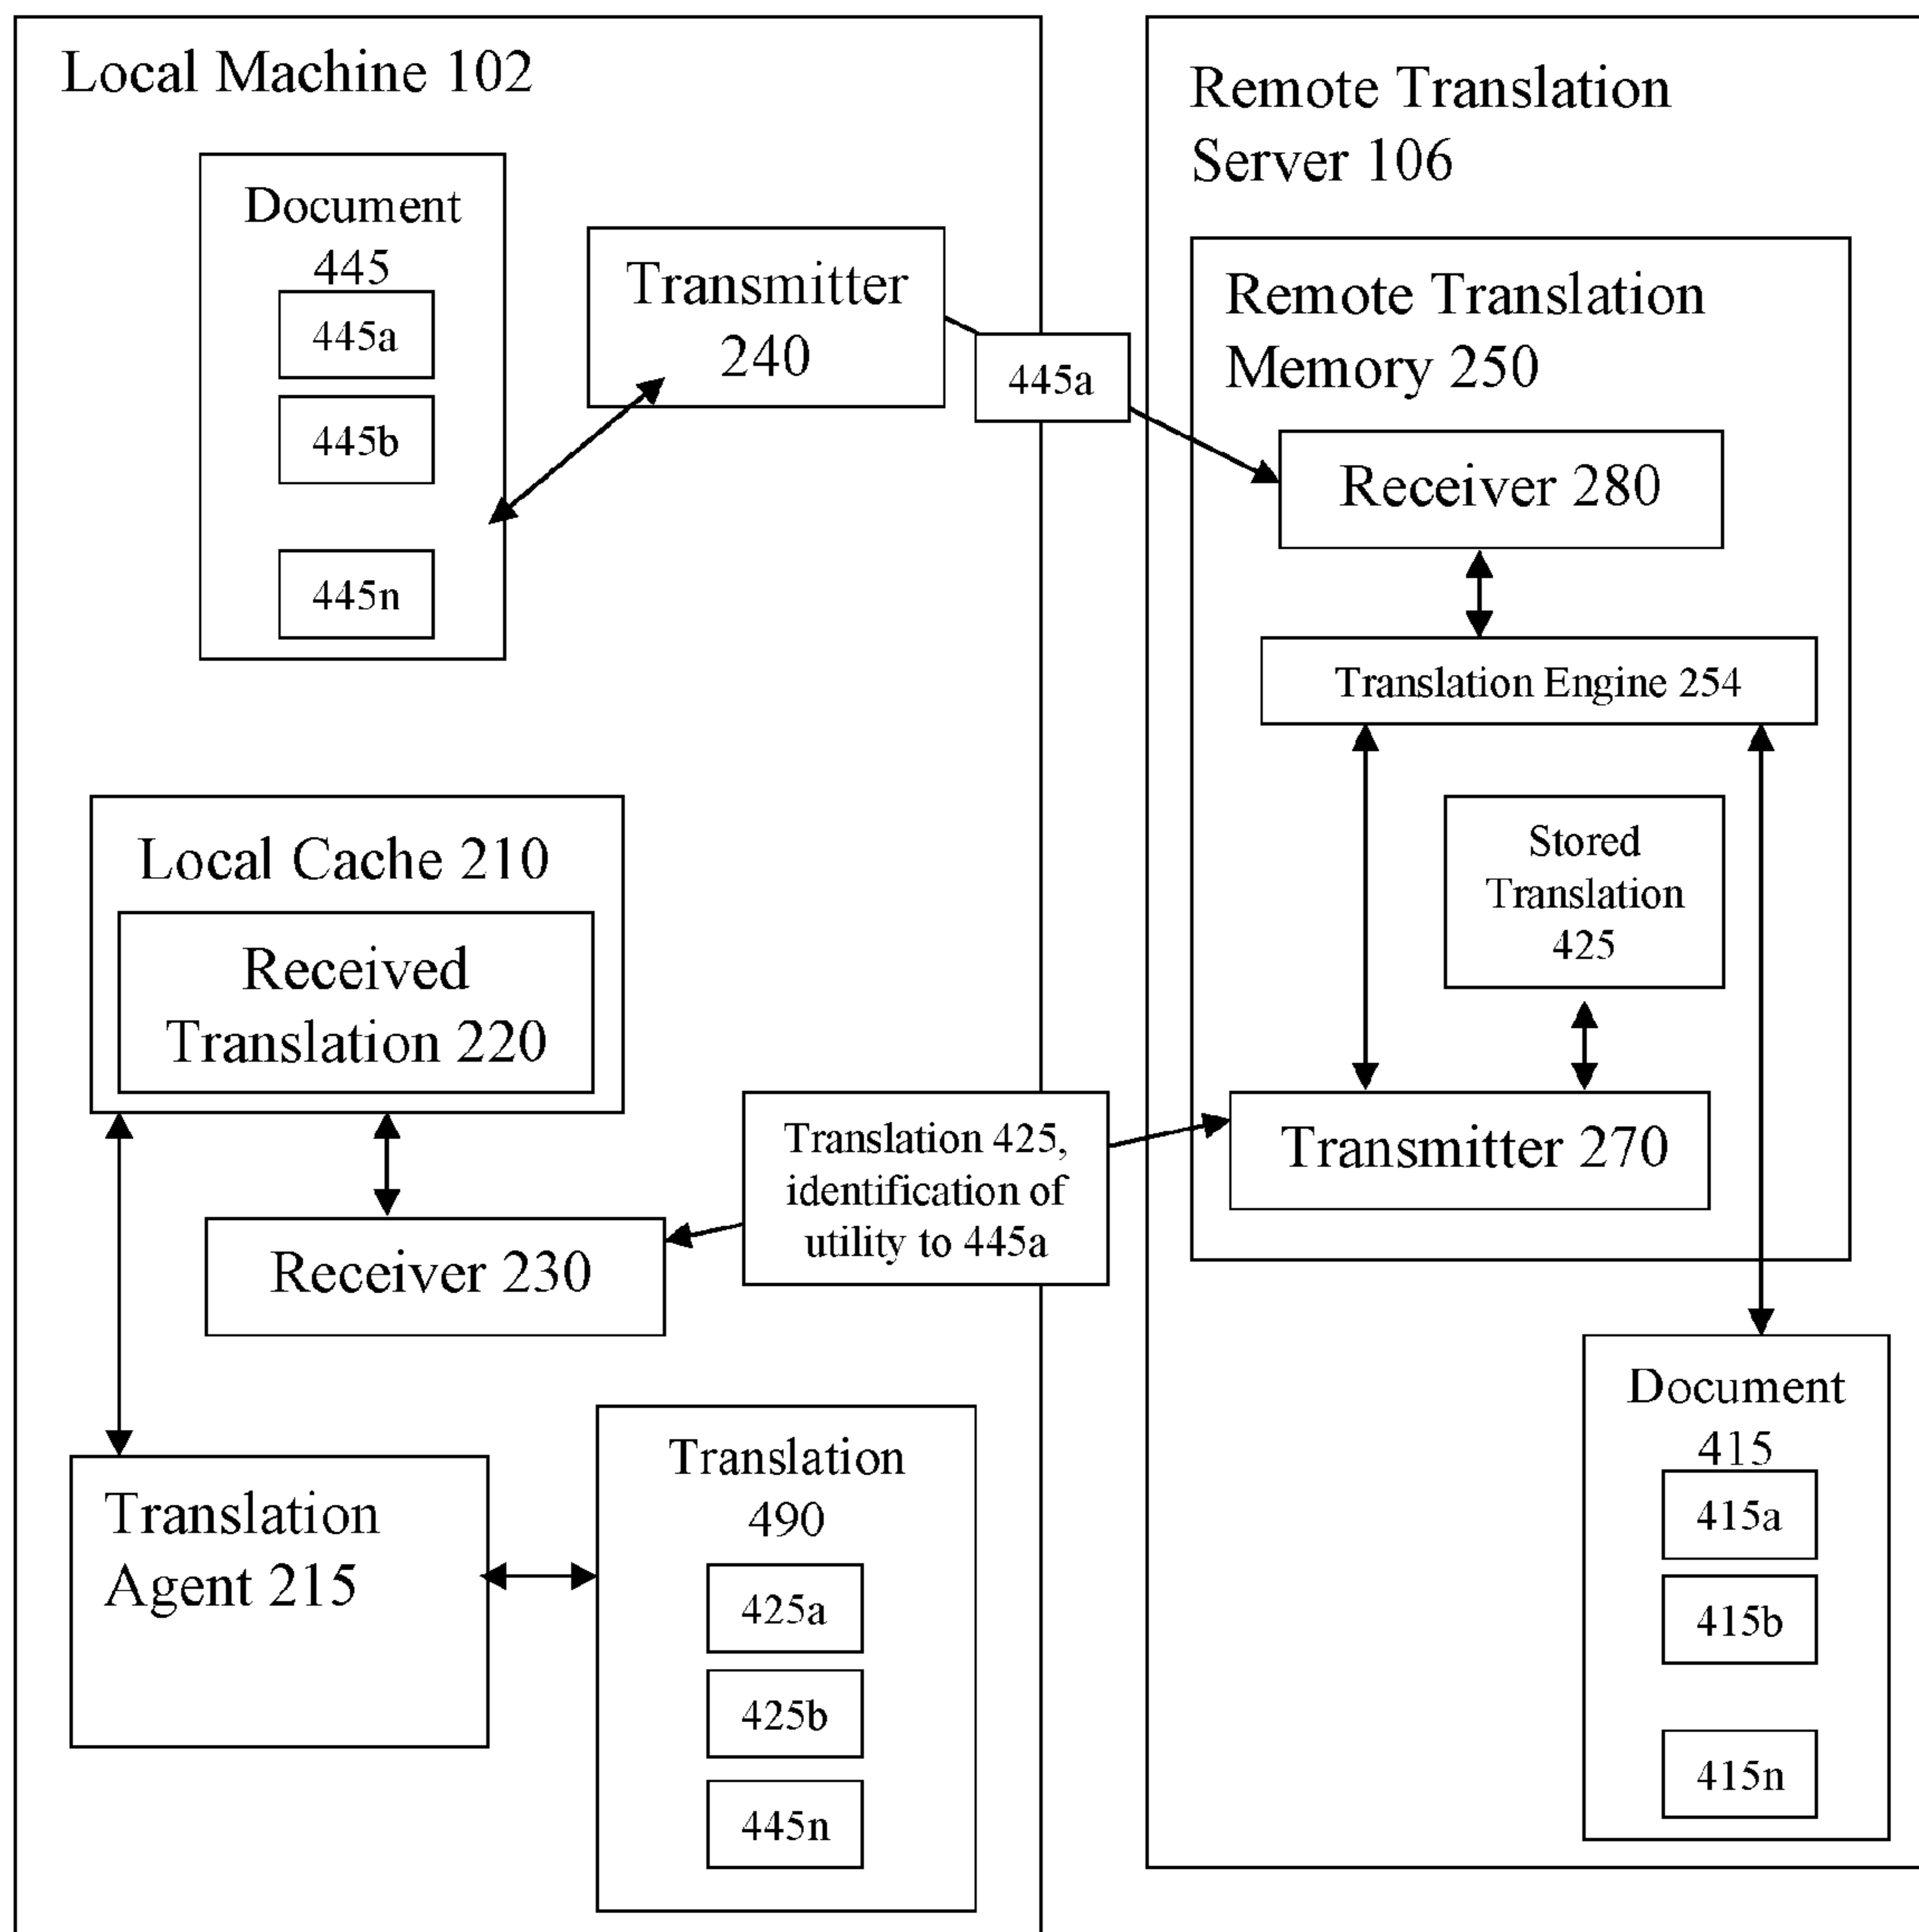 Local Machine 102
Document
445
445a
445b
445n
Transmitter
240
445a
Local Cache 210
Received
Translation 220
Receiver 230
Translation 425,
identification of
utility to 445a
Translation
Agent 215
Translation
490
425a
425b
445n
Remote Translation
Server 106
Remote Translation
Memory 250
Receiver 280
Translation Engine 254
Stored
Translation
425
Transmitter 270
Document
415
415a
415b
415n